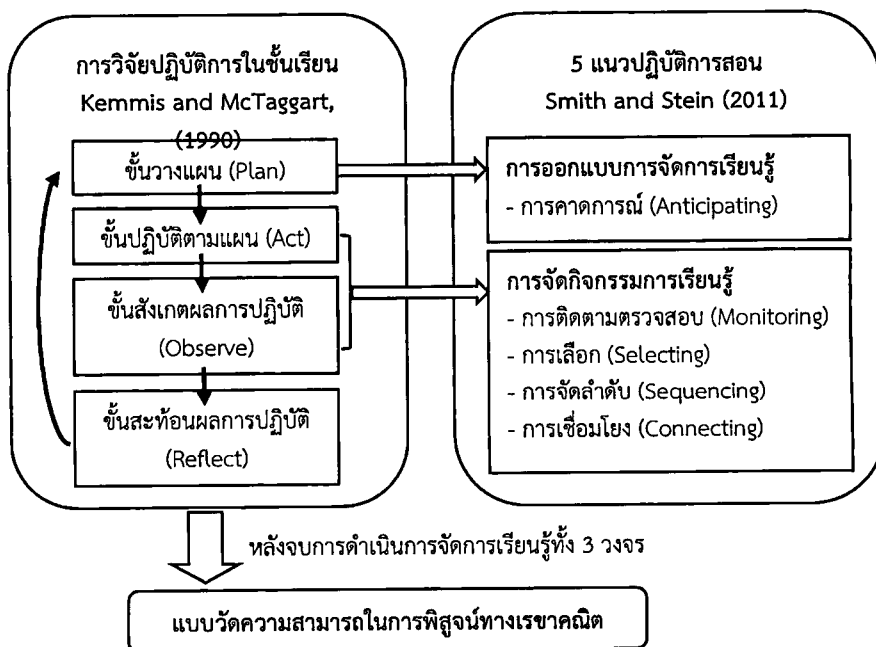 การวิจัยปฏิบัติการในชั้นเรียน
Kemmis and McTaggart,
(1990)
ขั้นวางแผน (Plan)
ขั้นปฏิบัติตามแผน (Act)
ขั้นสังเกตผลการปฏิบัติ
(Observe)
ขั้นสะท้อนผลการปฏิบัติ
(Reflect)
5 แนวปฏิบัติการสอน
Smith and Stein (2011)
การออกแบบการจัดการเรียนรู้
- การคาดการณ์ (Anticipating)
การจัดกิจกรรมการเรียนรู้
- การติดตามตรวจสอบ (Monitoring)
- การเลือก (Selecting)
- การจัดลำดับ (Sequencing)
- การเชื่อมโยง (Connecting)
หลังจบการดำเนินการจัดการเรียนรู้ทั้ง 3 วงจร
แบบวัดความสามารถในการพิสูจน์ทางเรขาคณิต